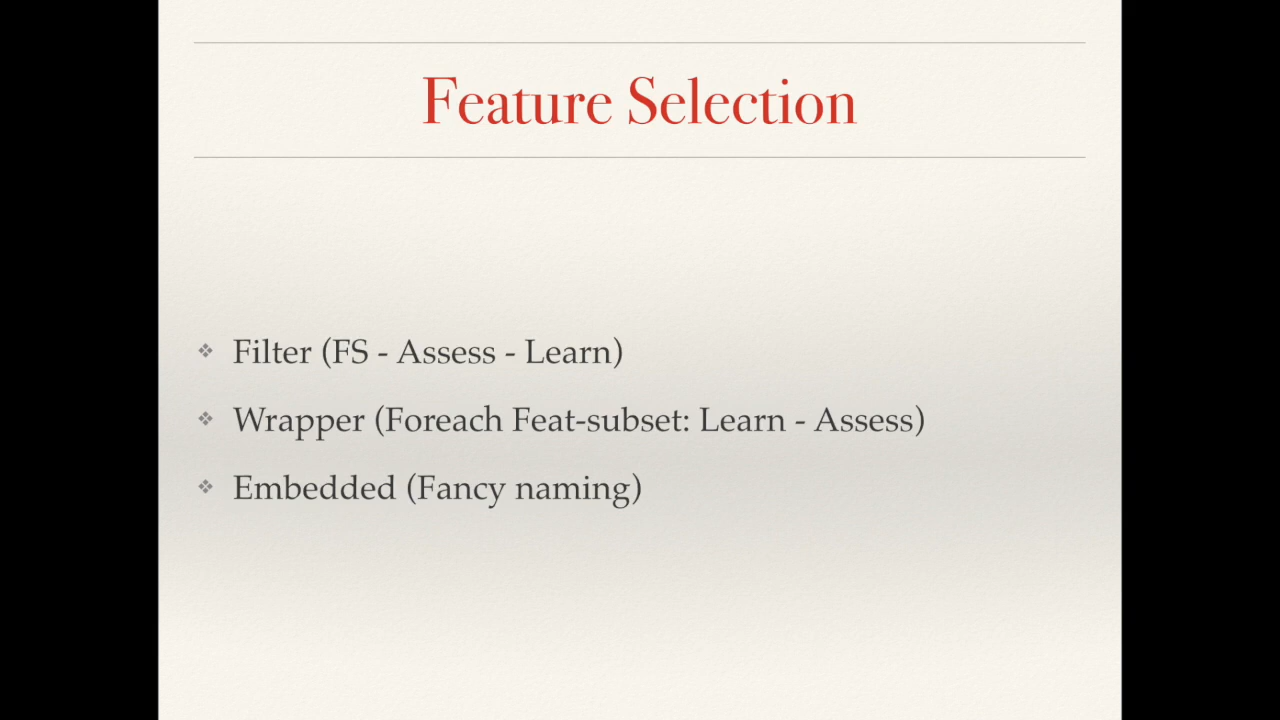 Feature Selection
Filter (FS - Assess - Learn)
Wrapper (Foreach Feat-subset: Learn - Assess)
Embedded (Fancy naming)